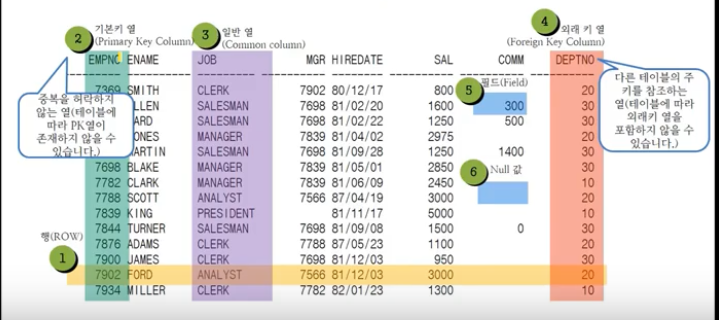 기본키 열
2 (Primary Key Column)
3 일반 열
(Common column)
4 외래 키 열
(Foreign Key Column)
EMPNO ENAME JOB MGR HIREDATE SAL COMM DEPTNO
7369 SMITH CLERK 7902 80/12/17 800 20
LLEN SALESMAN 7698 81/02/20 1600 300 30
ARD SALESMAN 7698 81/02/22 1250 500 30
ONES MANAGER 7839 81/04/02 2975 20
ARTIN SALESMAN 7698 81/09/28 1250 1400
7698 BLAKE MANAGER 7839 81/05/01 2850 30
7782 CLARK MANAGER 7839 81/06/09 2450 10
7788 SCOTT ANALYST 7566 87/04/19 3000 20
7839 KING PRESIDENT 81/11/17 5000 10
7844 TURNER SALESMAN 7698 81/09/08 1500 0 30
7876 ADAMS CLERK 7788 87/05/23 1100 20
7900 JAMES CLERK 7698 81/12/03 950 30
7902 FORD ANALYST 7566 81/12/03 3000 20
7934 MILLER CLERK 7782 82/01/23 1300 10
중복을 허락하지
않는 열(테이블에
따라 PK열이
존재하지 않을 수
있습니다.)
5 필드(Field)
6 Null 값
다른 테이블의 주
키를 참조하는
열(테이블에 따라
외래키 열을
포함하지 않을 수
있습니다.)
행(ROW)
1